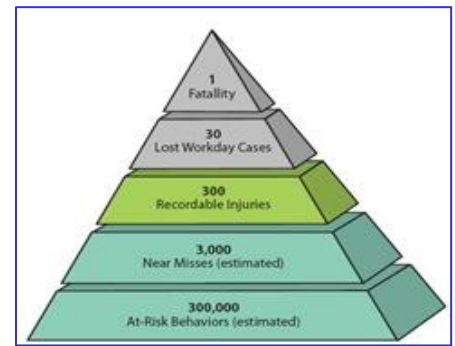 1
Fatallity
30
Lost Workday Cases
300
Recordable Injuries
3,000
Near Misses (estimated)
300,000
At-Risk Behaviors (estimated)